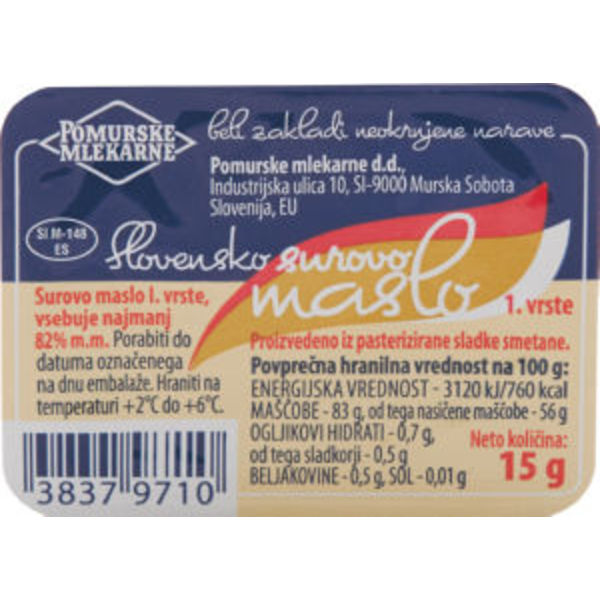 POMURSKE
MLEKARNE
beli zakladi neokrnjene narave
Pomurske mlekarne d.d.,
Industrijska ulica 10, SI-9000 Murska Sobota
Slovenija, EU
SI M-148
ES
Slovensko surovo
maslo
1. vrste
Surovo maslo I. vrste,
vsebuje najmanj
82% m.m. Porabiti do
datuma označenega
na dnu embalaže. Hraniti na
temperaturi +2°C do +6°C.
Proizvedeno iz pasterizirane sladke smetane.
Povprečna hranilna vrednost na 100 g:
ENERGIJSKA VREDNOST - 3120 kJ/760 kcal
MAŠČOBE - 83 g, od tega nasičene maščobe - 56 g
OGLJIKOVI HIDRATI - 0,7 g,
od tega sladkorji - 0,5 g
BELJAKOVINE - 0,5 g, SOL - 0,01 g
Neto količina:
15 g
3837 9710